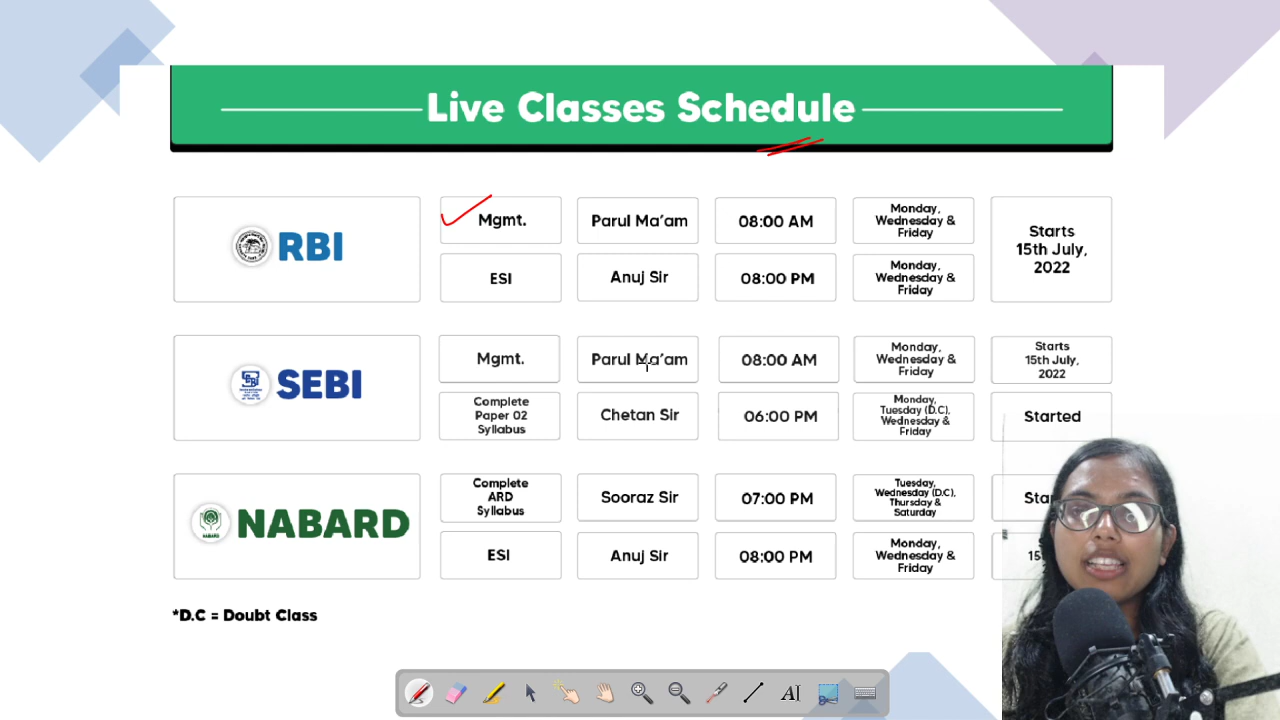 Live Classes Schedule
RBI
Mgmt.
Parul Ma'am
08:00 AM
Monday,
Wednesday &
Friday
Starts
15th July,
2022
ESI
Anuj Sir
08:00 PM
Monday,
Wednesday &
Friday
SEBI
Mgmt.
Parul Ma'am
08:00 AM
Monday,
Wednesday &
Friday
Starts
15th July,
2022
Complete
Paper 02
Syllabus
Chetan Sir
06:00 PM
Monday,
Tuesday (D.C),
Wednesday &
Friday
Started
NABARD
Complete
ARD
Syllabus
Sooraz Sir
07:00 PM
Tuesday,
Wednesday (D.C),
Thursday &
Saturday
ESI
Anuj Sir
08:00 PM
Monday,
Wednesday &
Friday
*D.C = Doubt Class